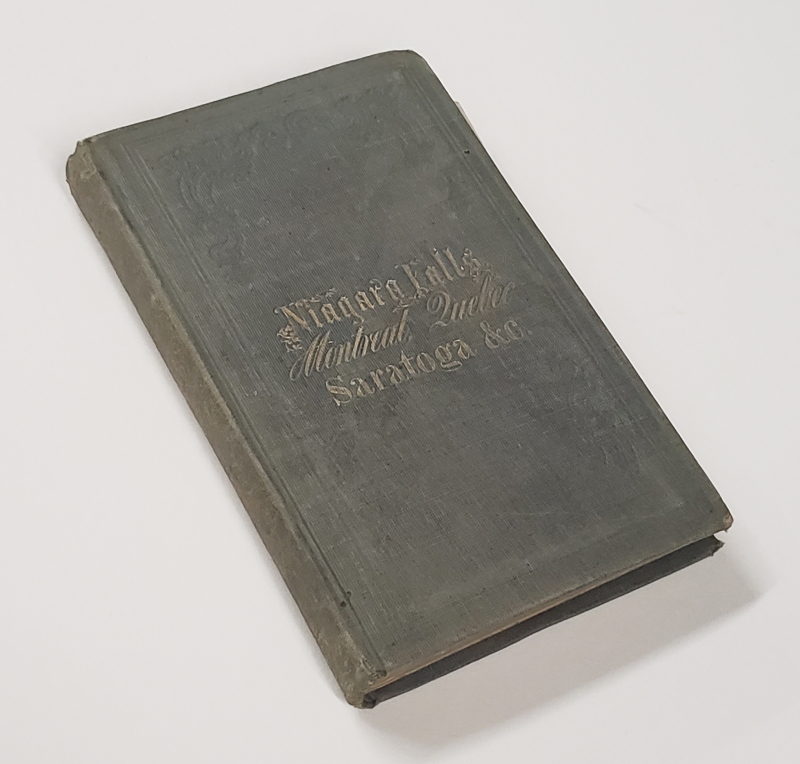 Niagara Falls
Montreal, Quebec
Saratoga &c.